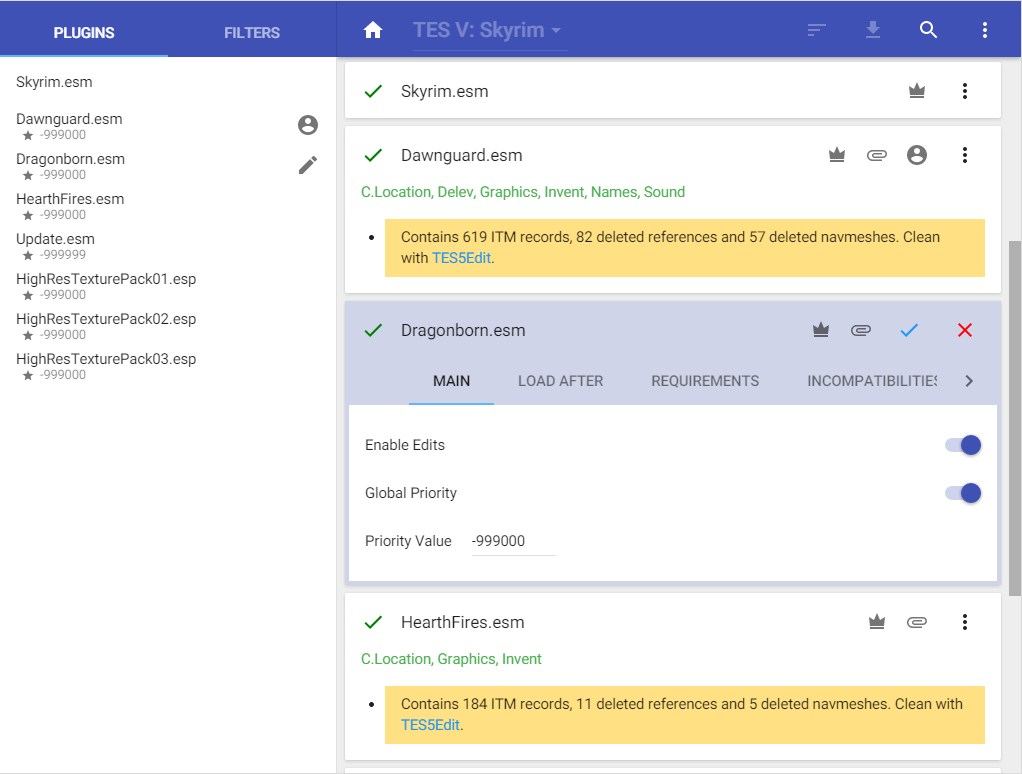 PLUGINS
FILTERS
TES V: Skyrim
Skyrim.esm
Dawnguard.esm
-999000
Dragonborn.esm
-999000
HearthFires.esm
-999000
Update.esm
-999999
HighResTexturePack01.esp
-999000
HighResTexturePack02.esp
-999000
HighResTexturePack03.esp
-999000
Skyrim.esm
Dawnguard.esm
C.Location, Delev, Graphics, Invent, Names, Sound
Contains 619 ITM records, 82 deleted references and 57 deleted navmeshes. Clean
with TES5Edit.
Dragonborn.esm
MAIN
LOAD AFTER
REQUIREMENTS
INCOMPATIBILITIES
Enable Edits
Global Priority
Priority Value -999000
HearthFires.esm
C.Location, Graphics, Invent
Contains 184 ITM records, 11 deleted references and 5 deleted navmeshes. Clean with
TES5Edit.